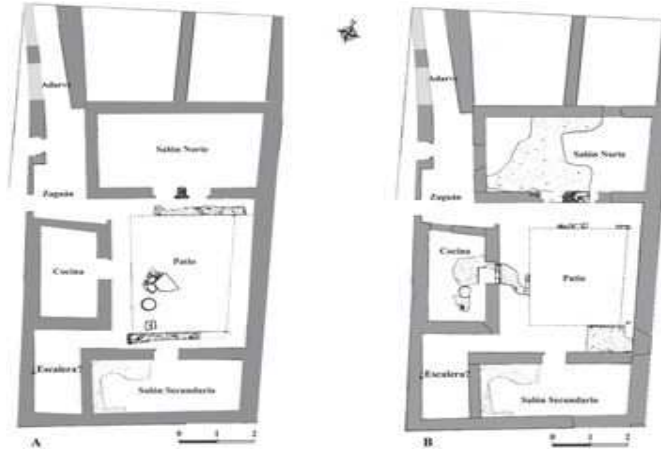 Adarve
Salón Norte
Zaguán
Cocina
Patio
¿Escalera?
Salón Secundario
A
0 1 2
Adarve
Salón Norte
Zaguán
Cocina
Patio
¿Escalera?
Salón Secundario
B
0 1 2